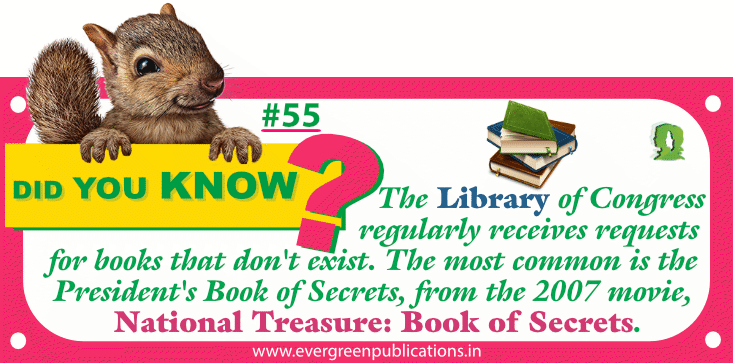 #55
DID YOU KNOW ?
The Library of Congress
regularly receives requests
for books that don't exist. The most common is the
President's Book of Secrets, from the 2007 movie,
National Treasure: Book of Secrets.
www.evergreenpublications.in